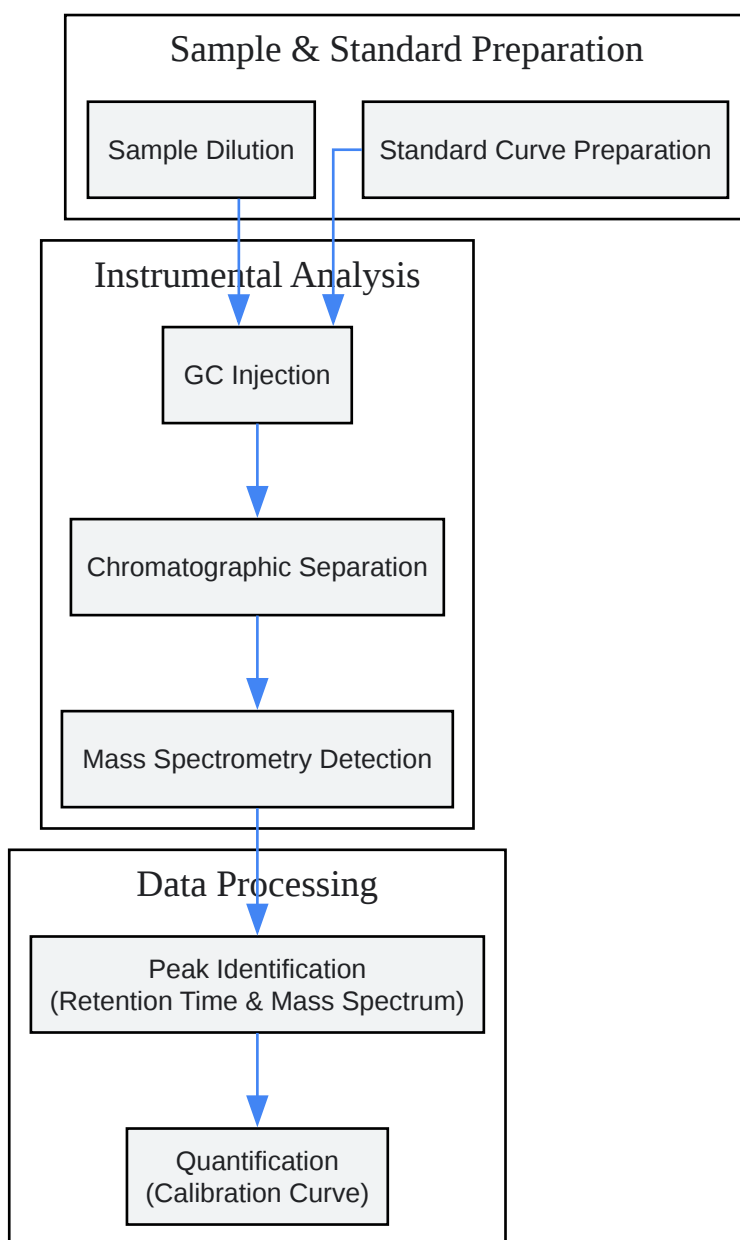 Sample & Standard Preparation
Sample Dilution
Standard Curve Preparation
Instrumental Analysis
GC Injection
Chromatographic Separation
Mass Spectrometry Detection
Data Processing
Peak Identification
(Retention Time & Mass Spectrum)
Quantification
(Calibration Curve)